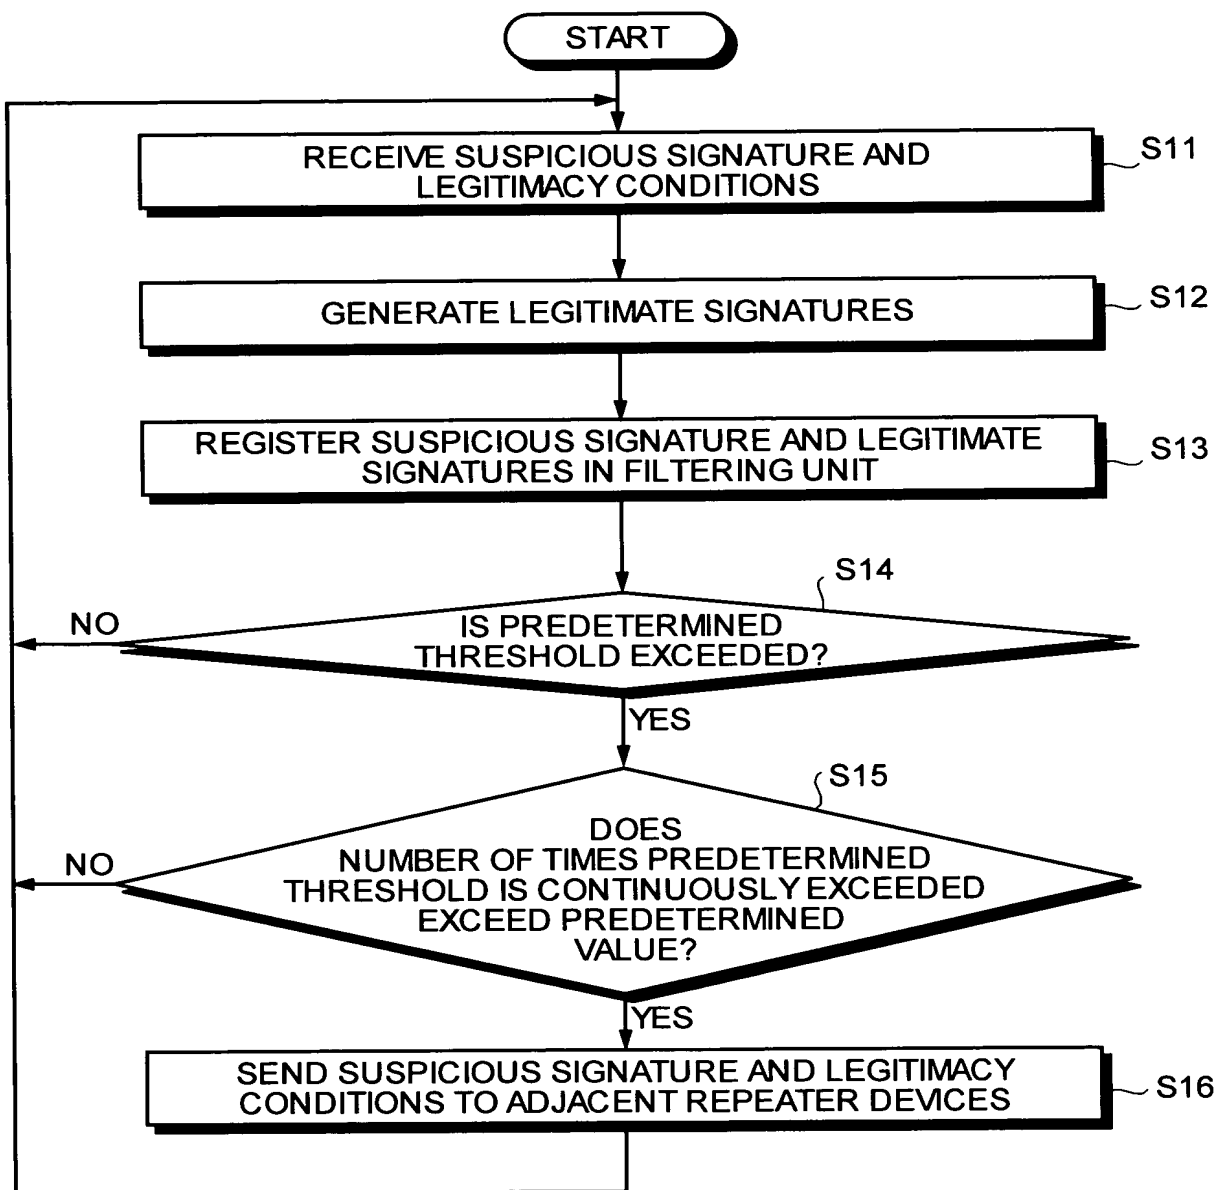 START
RECEIVE SUSPICIOUS SIGNATURE AND
LEGITIMACY CONDITIONS
S11
GENERATE LEGITIMATE SIGNATURES
S12
REGISTER SUSPICIOUS SIGNATURE AND LEGITIMATE
SIGNATURES IN FILTERING UNIT
S13
S14
NO
IS PREDETERMINED
THRESHOLD EXCEEDED?
YES
S15
NO
DOES
NUMBER OF TIMES PREDETERMINED
THRESHOLD IS CONTINUOUSLY EXCEEDED
EXCEED PREDETERMINED
VALUE?
YES
SEND SUSPICIOUS SIGNATURE AND LEGITIMACY
CONDITIONS TO ADJACENT REPEATER DEVICES
S16